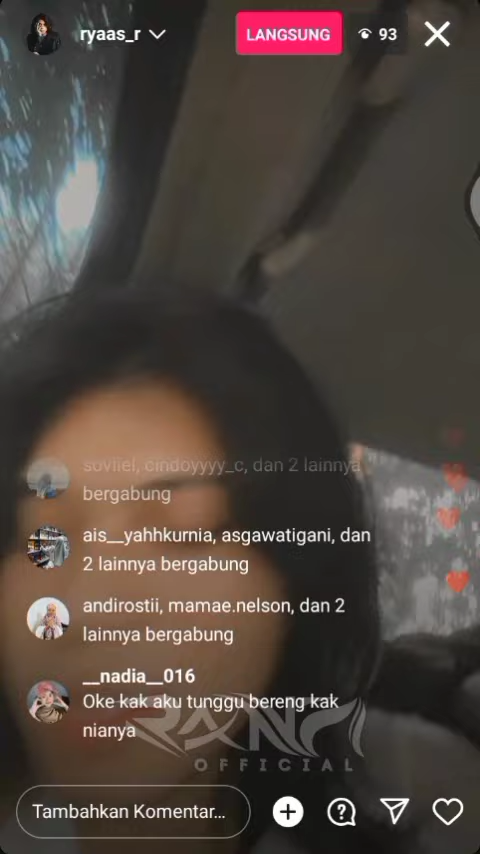 ryaas_r
LANGSUNG
93
soviiel, cindoyyyy_c, dan 2 lainnya
bergabung
ais__yahhkurnia, asgawatigani, dan
2 lainnya bergabung
andirostii, mamae.nelson, dan 2
lainnya bergabung
__nadia__016
Oke kak aku tunggu bereng kak
nianya
RANS
OFFICIAL
Tambahkan Komentar...